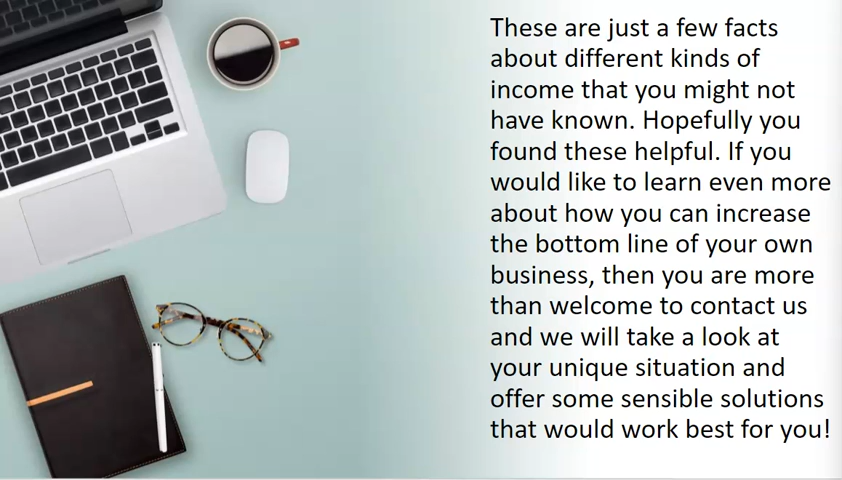 These are just a few facts
about different kinds of
income that you might not
have known. Hopefully you
found these helpful. If you
would like to learn even more
about how you can increase
the bottom line of your own
business, then you are more
than welcome to contact us
and we will take a look at
your unique situation and
offer some sensible solutions
that would work best for you!